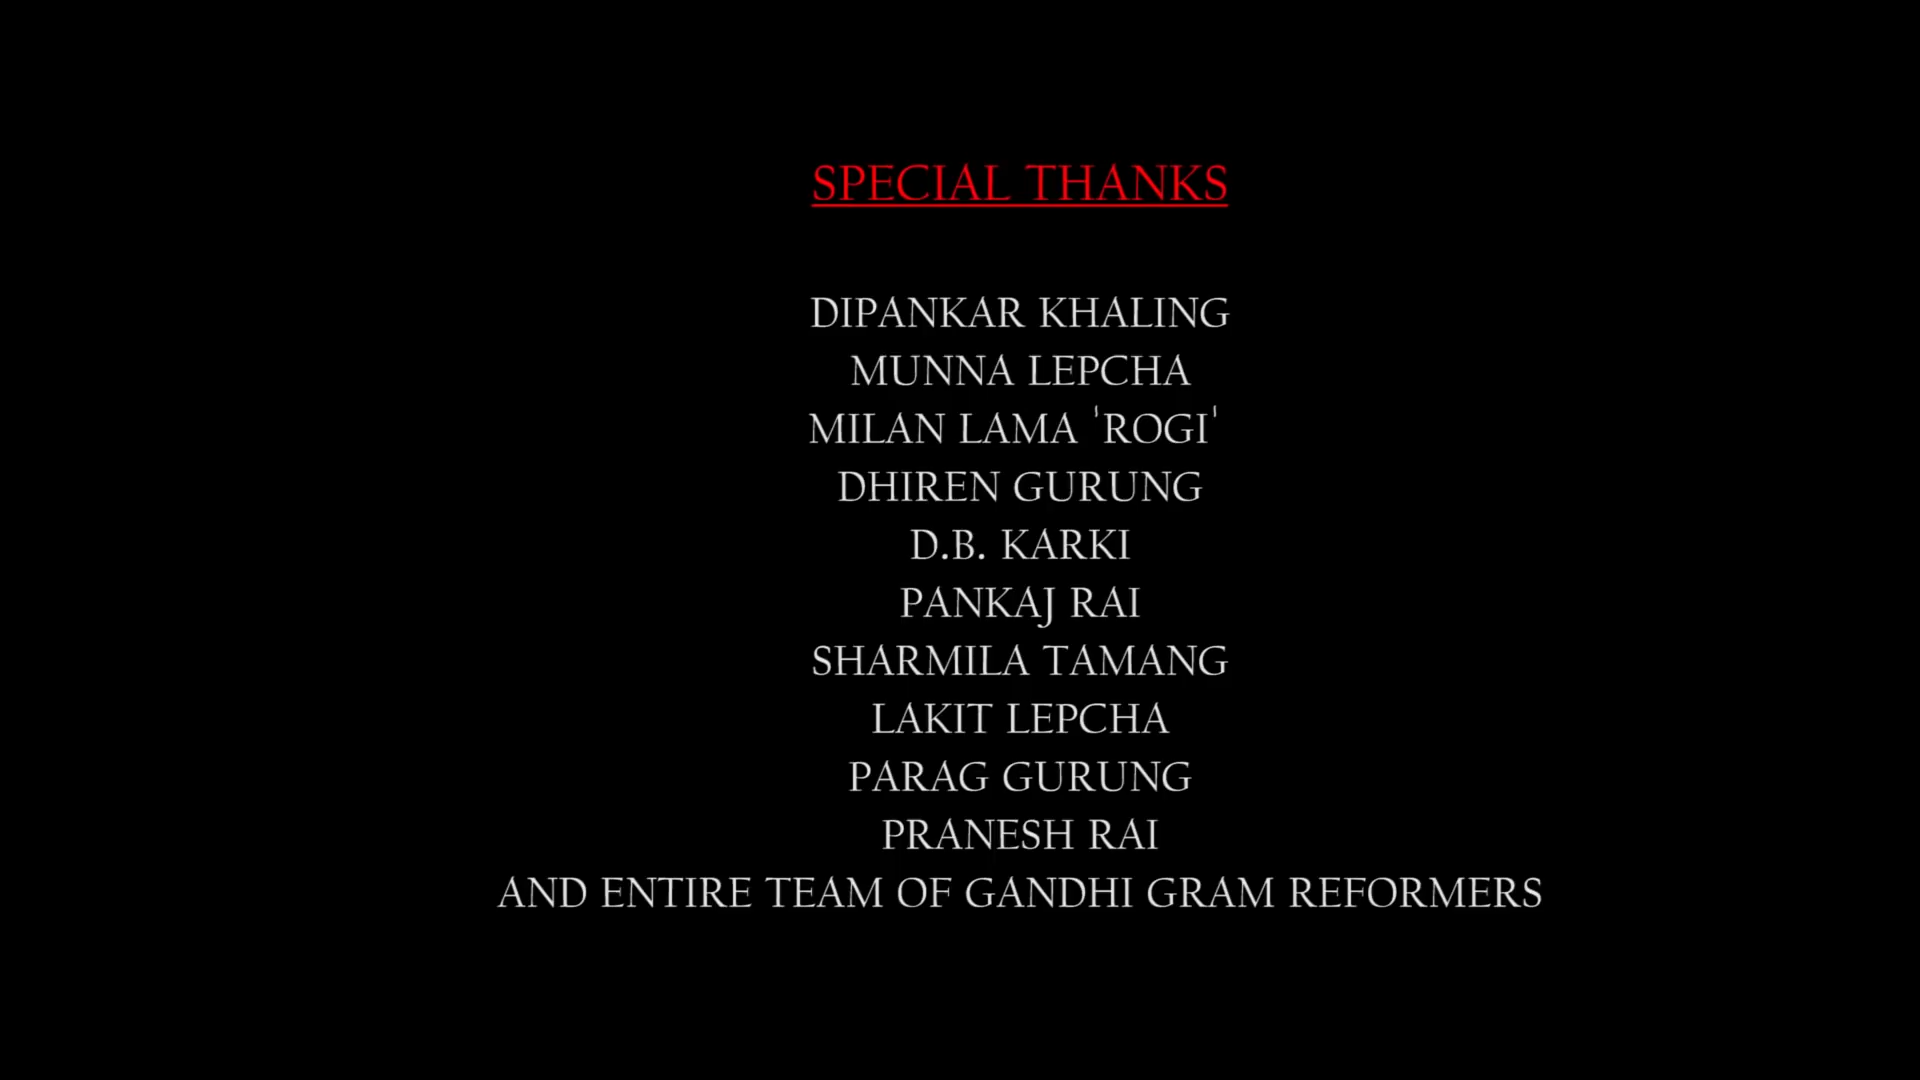 SPECIAL THANKS
DIPANKAR KHALING
MUNNA LEPCHA
MILAN LAMA 'ROGI'
DHIREN GURUNG
D.B. KARKI
PANKAJ RAI
SHARMILA TAMANG
LAKIT LEPCHA
PARAG GURUNG
PRANESH RAI
AND ENTIRE TEAM OF GANDHI GRAM REFORMERS